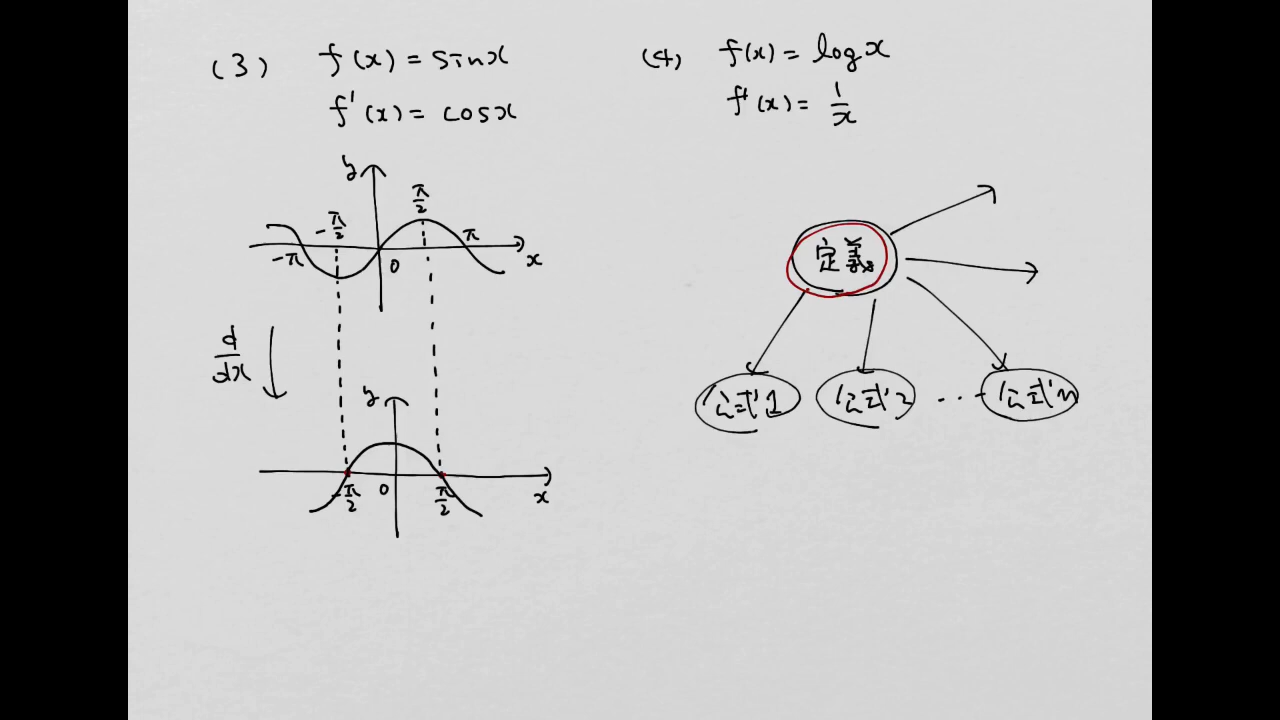 (3) f(x) = sinx
f'(x) = cosx
y
π/2
-π/2
-π
0
π
x
d/dx
y
-π/2
0
π/2
x
(4) f(x) = logx
f'(x) = 1/x
定義
公式1 公式2 ... 公式n